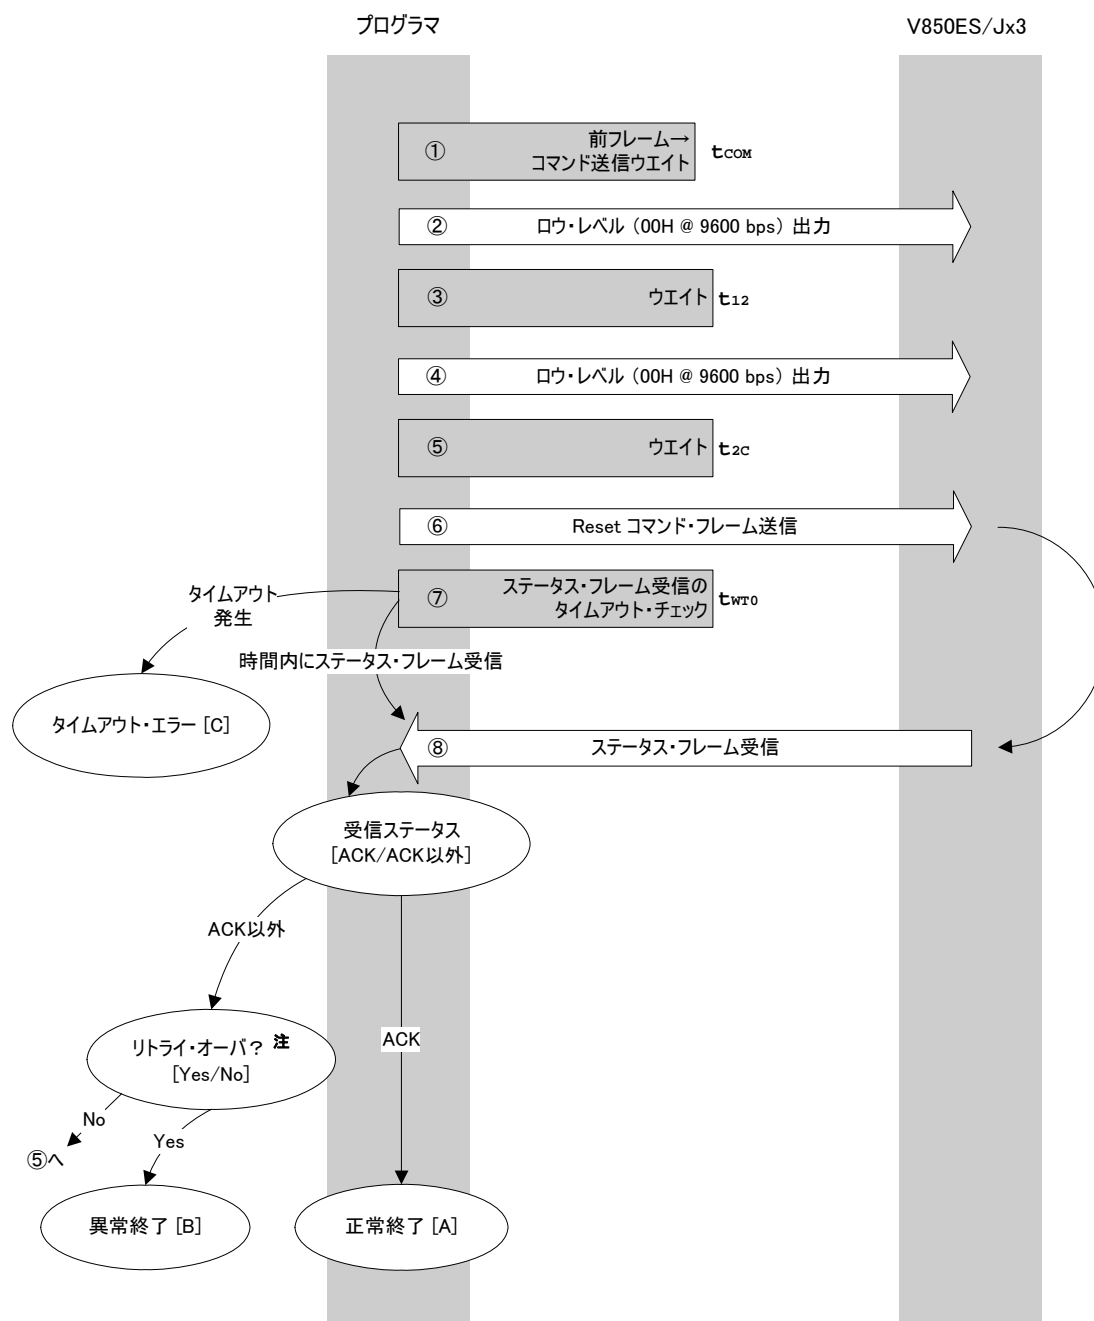 プログラマ
V850ES/Jx3
①
前フレーム→
コマンド送信ウエイト
tCOM
②
ロウ・レベル (00H @ 9600 bps) 出力
③
ウエイト
t12
④
ロウ・レベル (00H @ 9600 bps) 出力
⑤
ウエイト
t2C
⑥
Reset コマンド・フレーム送信
タイムアウト
発生
⑦
ステータス・フレーム受信の
タイムアウト・チェック
tWT0
時間内にステータス・フレーム受信
タイムアウト・エラー [C]
⑧
ステータス・フレーム受信
受信ステータス
[ACK/ACK以外]
ACK以外
リトライ・オーバ? 注
[Yes/No]
ACK
No
Yes
⑤へ
異常終了 [B]
正常終了 [A]